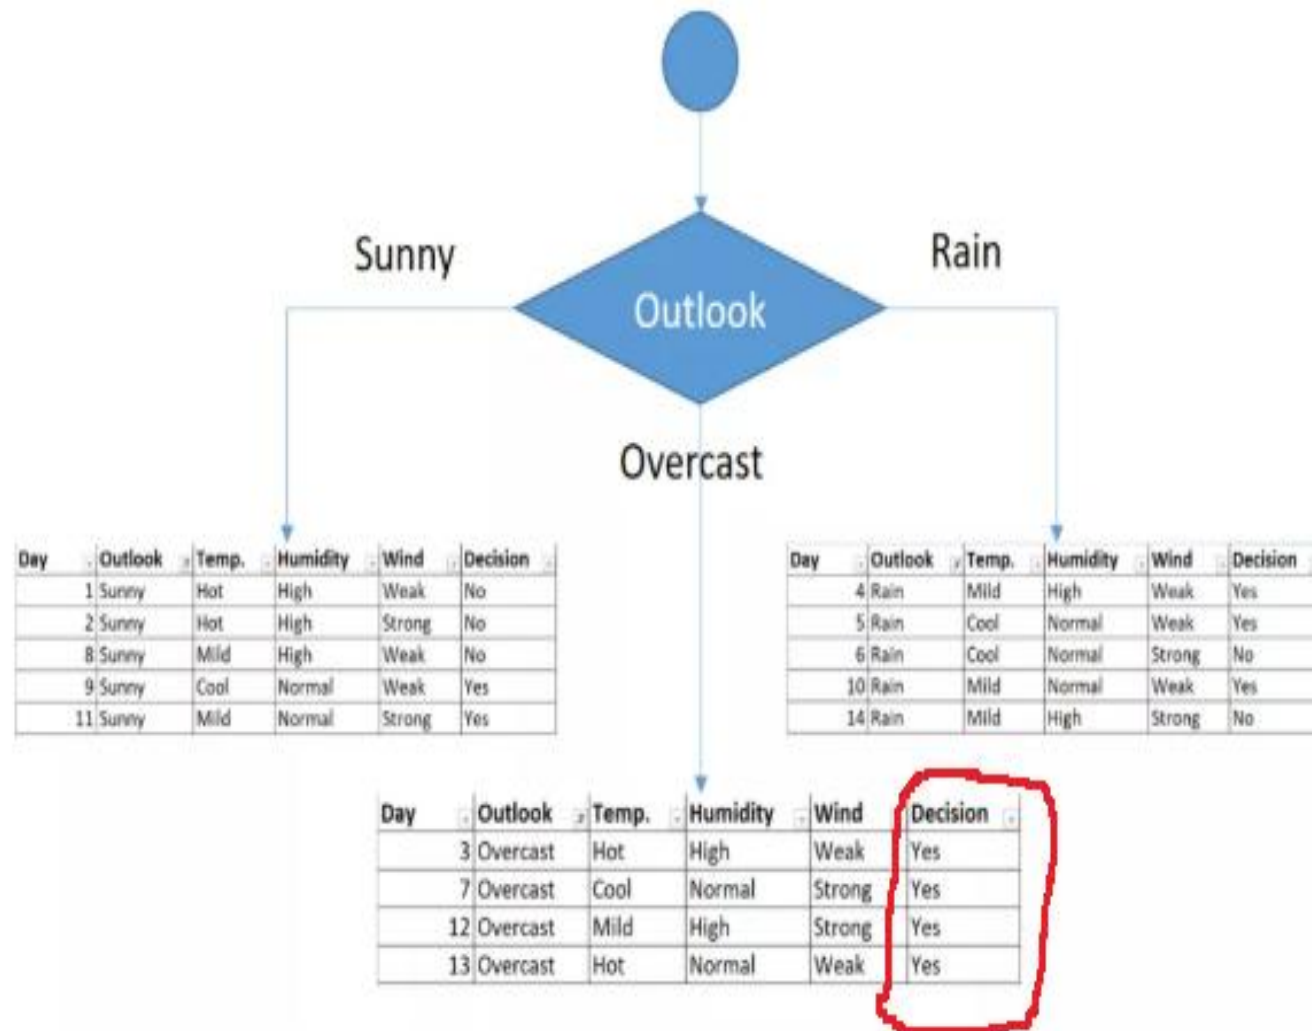 Sunny
Rain
Outlook
Overcast
Day Outlook Temp. Humidity Wind Decision
1 Sunny Hot High Weak No
2 Sunny Hot High Strong No
8 Sunny Mild High Weak No
9 Sunny Cool Normal Weak Yes
11 Sunny Mild Normal Strong Yes
Day Outlook Temp. Humidity Wind Decision
4 Rain Mild High Weak Yes
5 Rain Cool Normal Weak Yes
6 Rain Cool Normal Strong No
10 Rain Mild Normal Weak Yes
14 Rain Mild High Strong No
Day Outlook Temp. Humidity Wind Decision
3 Overcast Hot High Weak Yes
7 Overcast Cool Normal Strong Yes
12 Overcast Mild High Strong Yes
13 Overcast Hot Normal Weak Yes